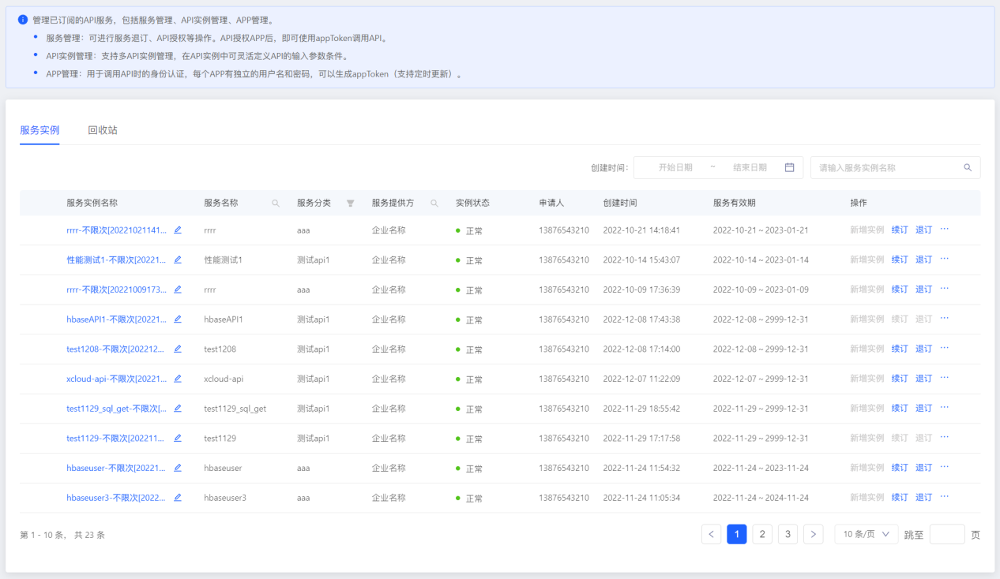 管理已订阅的API服务，包括服务管理、API实例管理、APP管理。
服务管理：可进行服务退订、API授权等操作。API授权APP后，即可使用appToken调用API。
API实例管理：支持多API实例管理，在API实例中可灵活定义API的输入参数条件。
APP管理：用于调用API时的身份认证，每个APP有独立的用户名和密码，可以生成appToken（支持定时更新）。
服务实例 回收站
创建时间： 开始日期 ~ 结束日期 请输入服务实例名称
服务实例名称 服务名称 服务分类 服务提供方 实例状态 申请人 创建时间 服务有效期 操作
rrrr-不限次[20221021141... rrrr aaa 企业名称 正常 13876543210 2022-10-21 14:18:41 2022-10-21 ~ 2023-01-21 新增实例 续订 退订 ...
性能测试1-不限次[20221... 性能测试1 测试api1 企业名称 正常 13876543210 2022-10-14 15:43:07 2022-10-14 ~ 2023-01-14 新增实例 续订 退订 ...
rrrr-不限次[20221009173... rrrr aaa 企业名称 正常 13876543210 2022-10-09 17:36:39 2022-10-09 ~ 2023-01-09 新增实例 续订 退订 ...
hbaseAPI1-不限次[20221... hbaseAPI1 测试api1 企业名称 正常 13876543210 2022-12-08 17:43:38 2022-12-08 ~ 2999-12-31 新增实例 续订 退订 ...
test1208-不限次[202212... test1208 测试api1 企业名称 正常 13876543210 2022-12-08 17:14:00 2022-12-08 ~ 2999-12-31 新增实例 续订 退订 ...
xcloud-api-不限次[20221... xcloud-api 测试api1 企业名称 正常 13876543210 2022-12-07 11:22:09 2022-12-07 ~ 2999-12-31 新增实例 续订 退订 ...
test1129_sql_get-不限次[... test1129_sql_get 测试api1 企业名称 正常 13876543210 2022-11-29 18:55:42 2022-11-29 ~ 2999-12-31 新增实例 续订 退订 ...
test1129-不限次[202211... test1129 测试api1 企业名称 正常 13876543210 2022-11-29 17:17:58 2022-11-29 ~ 2999-12-31 新增实例 续订 退订 ...
hbaseuser-不限次[20221... hbaseuser aaa 企业名称 正常 13876543210 2022-11-24 11:54:32 2022-11-24 ~ 2023-11-24 新增实例 续订 退订 ...
hbaseuser3-不限次[2022... hbaseuser3 aaa 企业名称 正常 13876543210 2022-11-24 11:05:34 2022-11-24 ~ 2024-11-24 新增实例 续订 退订 ...
第 1 - 10 条， 共 23 条 < 1 2 3 > 10 条/页 跳至 页